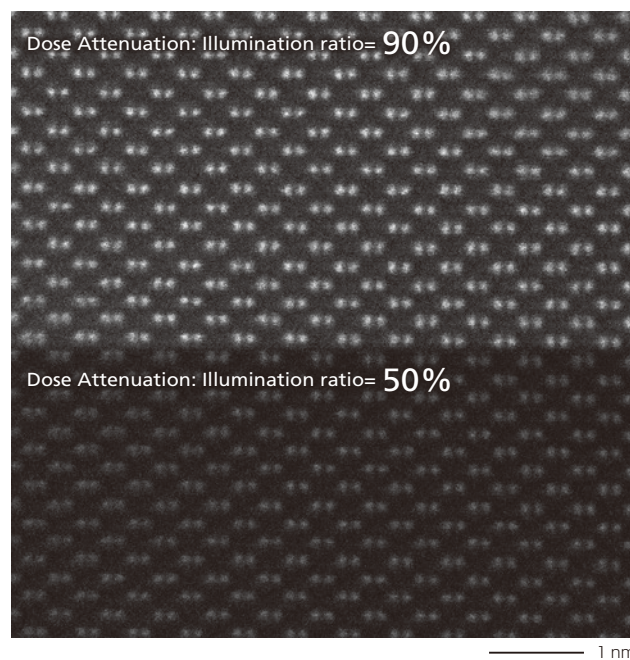 Dose Attenuation: Illumination ratio= 90%
Dose Attenuation: Illumination ratio= 50%
1 nm